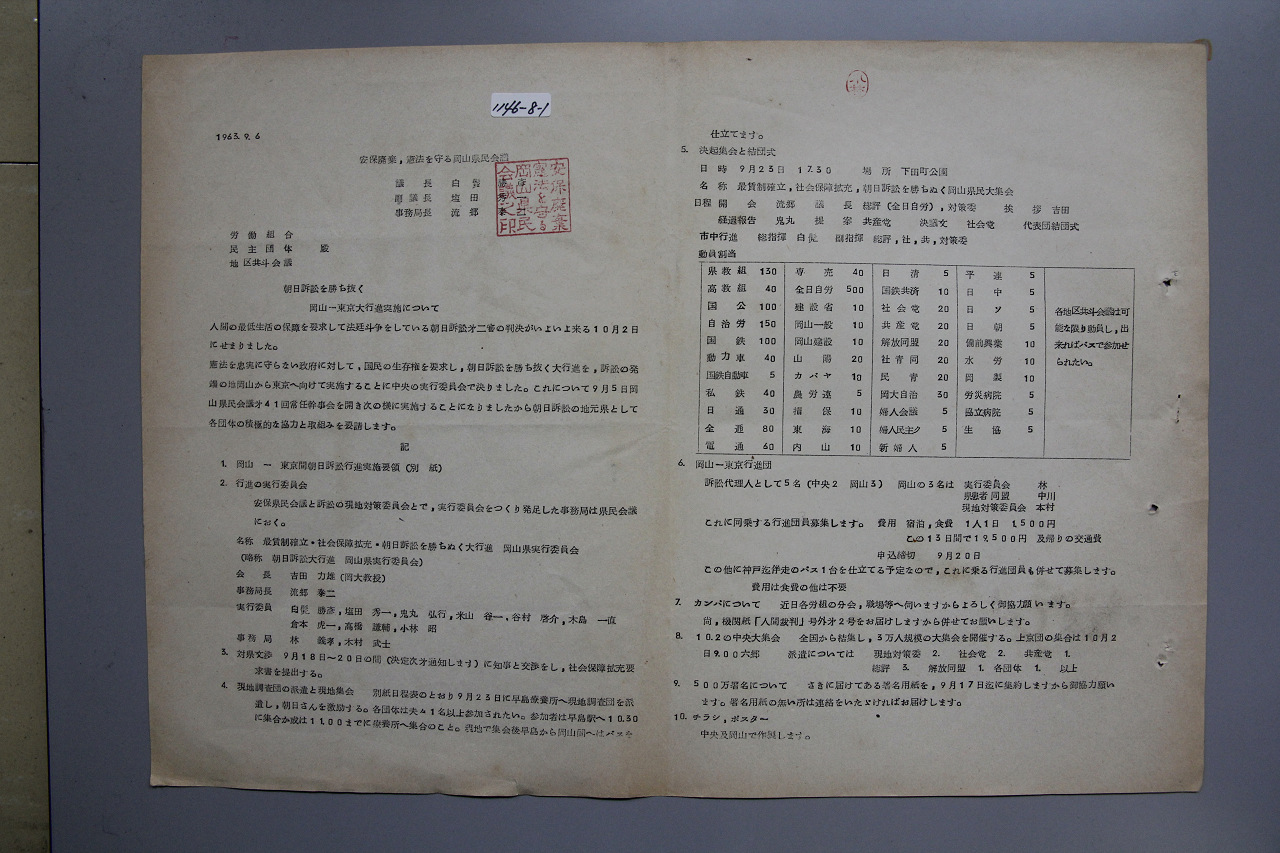 1146-8-1
1963.9.6
安保廃棄,憲法を守る岡山県民会議
議長 白髭
副議長 塩田
事務局長 流郷
安保廃棄
憲法を守る
岡山県民
会議之印
労働組合
民主団体 殿
地区共斗会議
朝日訴訟を勝ち抜く
岡山ー東京大行進実施について
人間の最低生活の保障を要求して法廷斗争をしている朝日訴訟才二審の判決がいよいよ来る10月2日
にせまりました。
憲法を忠実に守らない政府に対して,国民の生存権を要求し,朝日訴訟を勝ち抜く大行進を,訴訟の発
端の地岡山から東京へ向けて実施することに中央の実行委員会で決りました。これについて9月5日岡
山県民会議才41回常任幹事会を開き次の様に実施することになりましたから朝日訴訟の地元県として
各団体の積極的な協力と取組みを要請します。
記
1. 岡山 ー 東京間朝日訴訟行進実施要領(別紙)
2. 行進の実行委員会
安保県民会議と訴訟の現地対策委員会とで,実行委員会をつくり発足した事務局は県民会議
におく。
名称 最賃制確立・社会保障拡充・朝日訴訟を勝ちぬく大行進 岡山県実行委員会
(略称 朝日訴訟大行進 岡山県実行委員会)
会長 吉田 力雄(岡大教授)
事務局長 流郷 泰二
実行委員 白髭 勝彦,塩田 秀一,鬼丸 弘行,米山 谷一,谷村 啓介,木島 一直
倉本 虎一,高橋 謙輔,小林 昭
事務局 林 義孝,木村 武士
3. 対県交渉 9月18日〜20日の間(決定次才通知します)に知事と交渉をし,社会保障拡充要
求書を提出する。
4. 現地調査団の派遣と現地集会 別紙日程表のとおり9月23日に早島療養所へ現地調査団を派
遣し,朝日さんを激励する。各団体は夫々1名以上参加されたい。参加者は早島駅へ10.30
に集合か或は11.00までに療養所へ集合のこと。現地で集会後早島から岡山間へはバスを
仕立てます。
5. 決起集会と結団式
日時 9月23日 17.30 場所 下田町公園
名称 最賃制確立,社会保障拡充,朝日訴訟を勝ちぬく岡山県民大集会
日程 開会 流郷 議長 総評(全日自労),対策委 挨拶 吉田
経過報告 鬼丸 提案 共産党 決議文 社会党 代表団結団式
市中行進 総指揮 白髭 副指揮 総評,社,共,対策委
動員割当
県教組 130 専売 40 日清 5 平連 5
高教組 40 全日自労 500 国鉄共済 10 日中 5
国公 100 建設省 10 社会党 20 日ソ 5
自治労 150 岡山一般 10 共産党 20 日朝 5
国鉄 100 岡山建設 10 解放同盟 20 備前興業 10
動力車 40 山陽 20 社青同 20 水労 10
国鉄自動車 5 カバヤ 10 民青 20 岡製 10
私鉄 40 農労連 5 岡大自治 30 労災病院 5
日通 30 福保 10 婦人会議 5 協立病院 5
全逓 80 東海 10 婦人民主ク 5 生協 5
電通 60 内山 10 新婦人 5
各地区共斗会議は可
能な限り動員し,出
来ればバスで参加せ
られたい。
6. 岡山ー東京行進団
訴訟代理人として5名(中央2 岡山3) 岡山の3名は 実行委員会 林
県患者同盟 中川
現地対策委員会 本村
これに同乗する行進団員募集します。 費用 宿泊,食費 1人1日 1,500円
この13日間で19,500円 及帰りの交通費
申込締切 9月20日
この他に神戸迄伴走のバス1台を仕立てる予定なので,これに乗る行進団員も併せて募集します。
費用は食費の他は不要
7. カンパについて 近日各労組の分会,職場等へ伺いますからよろしく御協力願います。
尚,機関紙「人間裁判」号外才2号をお届けしますから併せてお願いします。
8. 10.2の中央大集会 全国から結集し,3万人規模の大集会を開催する。上京団の集合は10月2
日9.00六郷 派遣については 現地対策委 2. 社会党 2. 共産党 1.
総評 3. 解放同盟 1. 各団体 1. 以上
9. 500万署名について さきに届けてある署名用紙を,9月17日迄に集約しますから御協力願い
ます。署名用紙の無い所は連絡をいたゞければお届けします。
10. チラシ,ポスター
中央及岡山で作製します。